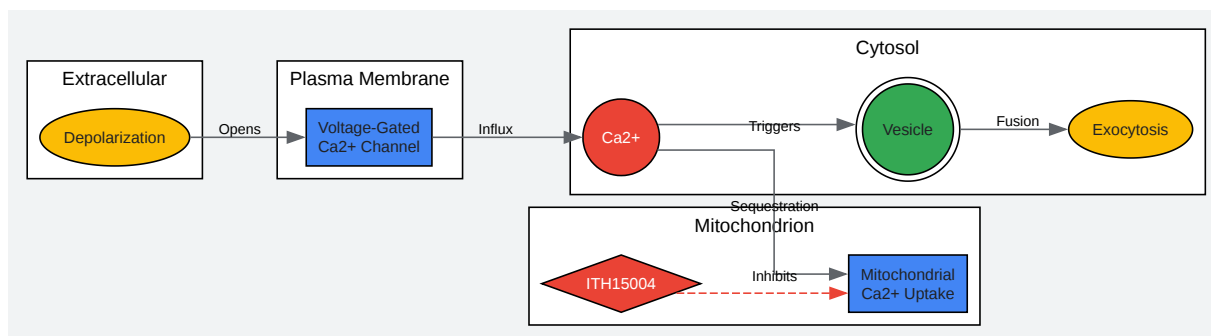 Extracellular
Depolarization
Opens
Plasma Membrane
Voltage-Gated
Ca2+ Channel
Influx
Cytosol
Ca2+
Triggers
Vesicle
Fusion
Exocytosis
Sequestration
Mitochondrion
ITH15004
Inhibits
Mitochondrial
Ca2+ Uptake